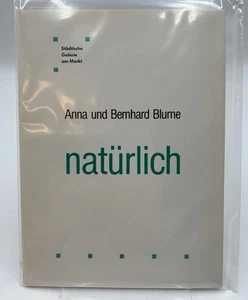 Städtische
Galerie
am Markt
Anna und Bernhard Blume
natürlich